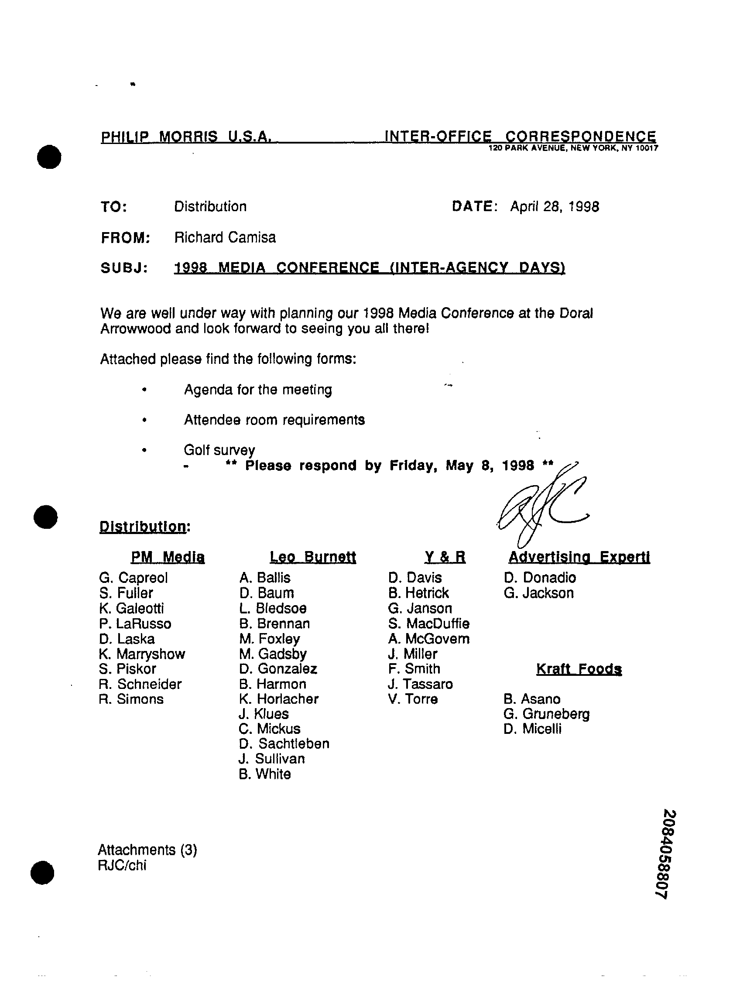 PHILIP MORRIS U.S.A. INTER-OFFICE CORRESPONDENCE
120 PARK AVENUE, NEW YORK, NY 10017
TO: Distribution DATE: April 28, 1998
FROM: Richard Camisa
SUBJ: 1998 MEDIA CONFERENCE (INTER-AGENCY DAYS)
We are well under way with planning our 1998 Media Conference at the Doral
Arrowwood and look forward to seeing you all there!
Attached please find the following forms:
• Agenda for the meeting
• Attendee room requirements
• Golf survey
- ** Please respond by Friday, May 8, 1998 **
Distribution:
PM Media
G. Capreol
S. Fuller
K. Galeotti
P. LaRusso
D. Laska
K. Marryshow
S. Piskor
R. Schneider
R. Simons
Leo Burnett
A. Ballis
D. Baum
L. Bledsoe
B. Brennan
M. Foxley
M. Gadsby
D. Gonzalez
B. Harmon
K. Horlacher
J. Klues
C. Mickus
D. Sachtleben
J. Sullivan
B. White
Y & R
D. Davis
B. Hetrick
G. Janson
S. MacDuffie
A. McGovern
J. Miller
F. Smith
J. Tassaro
V. Torre
Advertising Experti
D. Donadio
G. Jackson
Kraft Foods
B. Asano
G. Gruneberg
D. Micelli
Attachments (3)
RJC/chi
2084058807